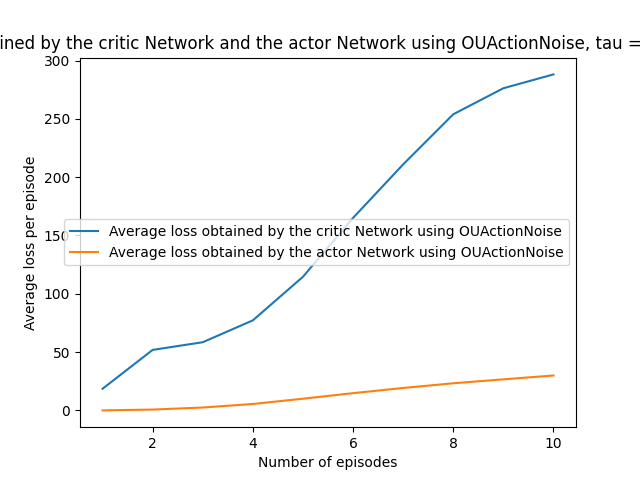 ined by the critic Network and the actor Network using OUActionNoise, tau =
300
250
200
150
100
50
0
Average loss per episode
Average loss obtained by the critic Network using OUActionNoise
Average loss obtained by the actor Network using OUActionNoise
2 4 6 8 10
Number of episodes